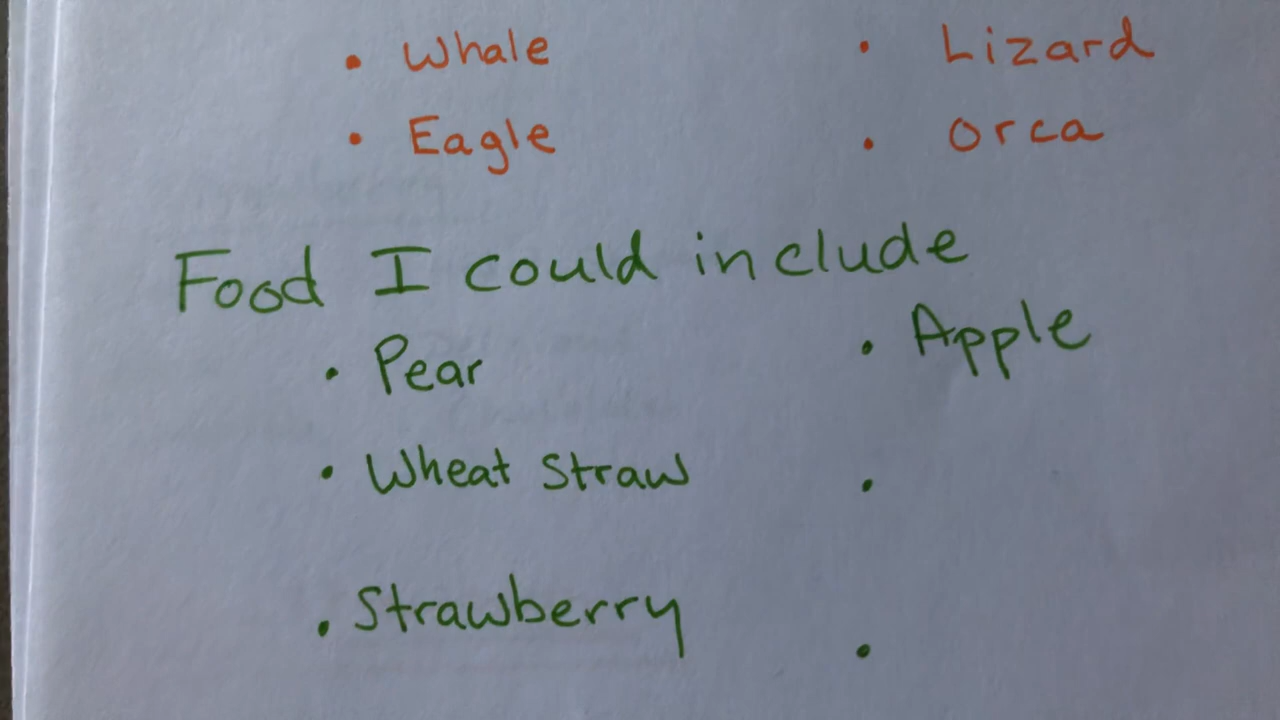 • Whale • Lizard
• Eagle • Orca
Food I could include
• Pear • Apple
• Wheat Straw •
• Strawberry •